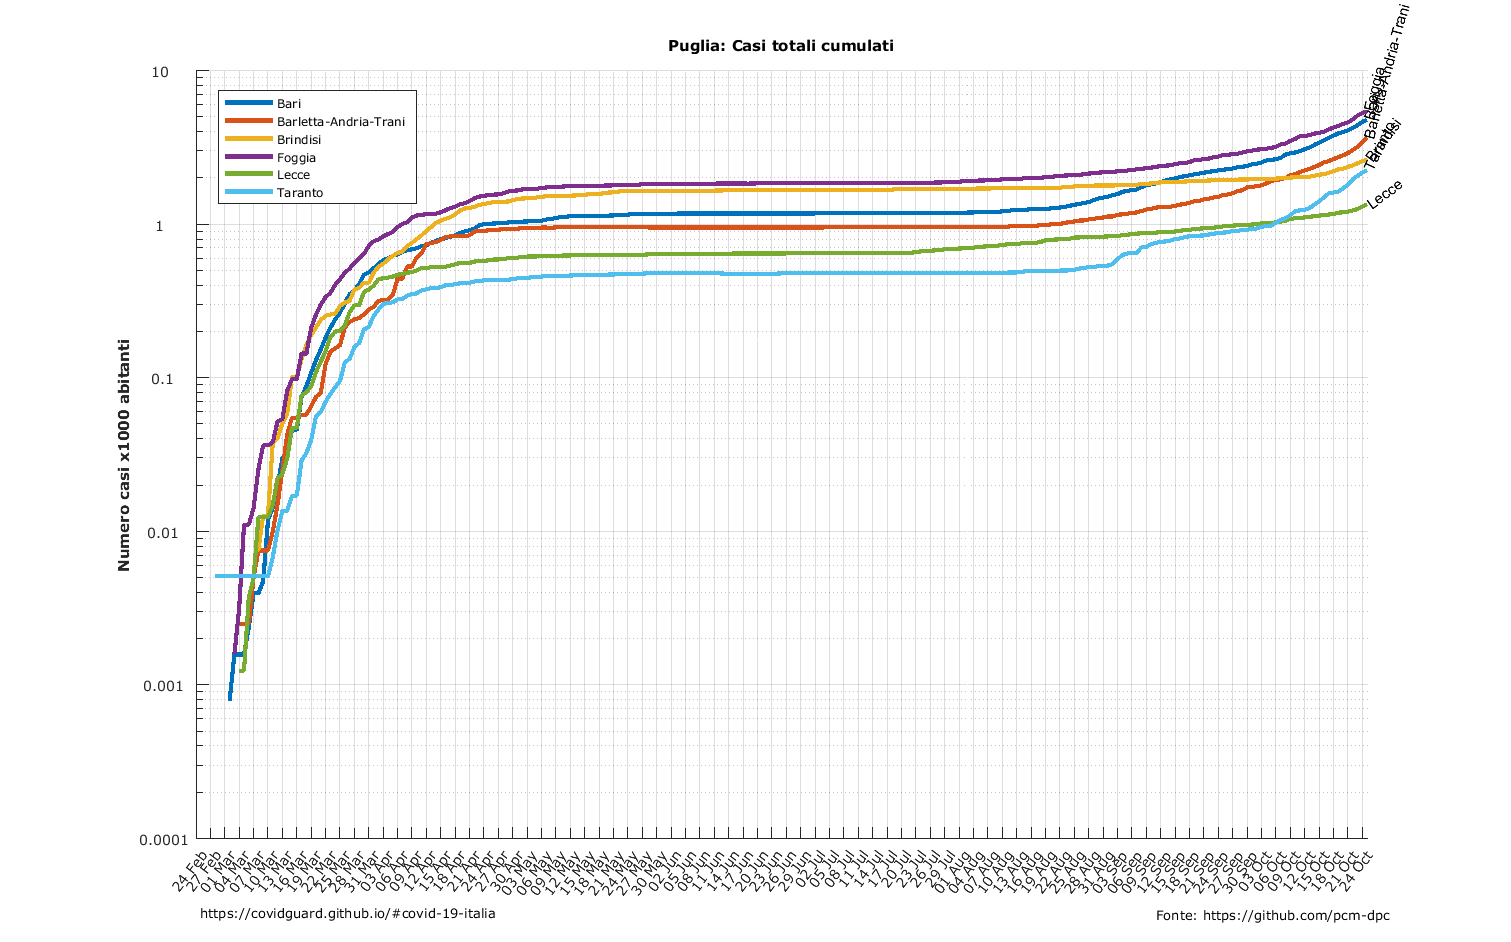 Puglia: Casi totali cumulati
Numero casi x1000 abitanti
10
1
0.1
0.01
0.001
0.0001
Bari
Barletta-Andria-Trani
Brindisi
Foggia
Lecce
Taranto
Foggia
Barletta-Andria-Trani
Brindisi
Taranto
Lecce
24 Feb
27 Feb
01 Mar
04 Mar
07 Mar
10 Mar
13 Mar
16 Mar
19 Mar
22 Mar
25 Mar
28 Mar
31 Mar
03 Apr
06 Apr
09 Apr
12 Apr
15 Apr
18 Apr
21 Apr
24 Apr
27 Apr
30 Apr
03 May
06 May
09 May
12 May
15 May
18 May
21 May
24 May
27 May
30 May
02 Jun
05 Jun
08 Jun
11 Jun
14 Jun
17 Jun
20 Jun
23 Jun
26 Jun
29 Jun
02 Jul
05 Jul
08 Jul
11 Jul
14 Jul
17 Jul
20 Jul
23 Jul
26 Jul
29 Jul
01 Aug
04 Aug
07 Aug
10 Aug
13 Aug
16 Aug
19 Aug
22 Aug
25 Aug
28 Aug
31 Aug
03 Sep
06 Sep
09 Sep
12 Sep
15 Sep
18 Sep
21 Sep
24 Sep
27 Sep
30 Sep
03 Oct
06 Oct
09 Oct
12 Oct
15 Oct
18 Oct
21 Oct
24 Oct
https://covidguard.github.io/#covid-19-italia
Fonte: https://github.com/pcm-dpc